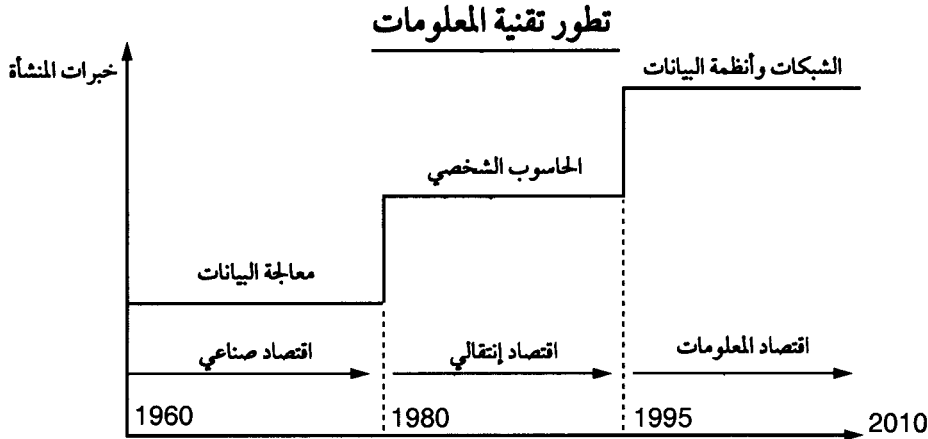 تطور تقنية المعلومات
خبرات المنشأة
الشبكات وأنظمة البيانات
الحاسوب الشخصي
معالجة البيانات
اقتصاد صناعي
اقتصاد إنتقالي
اقتصاد المعلومات
1960
1980
1995
2010